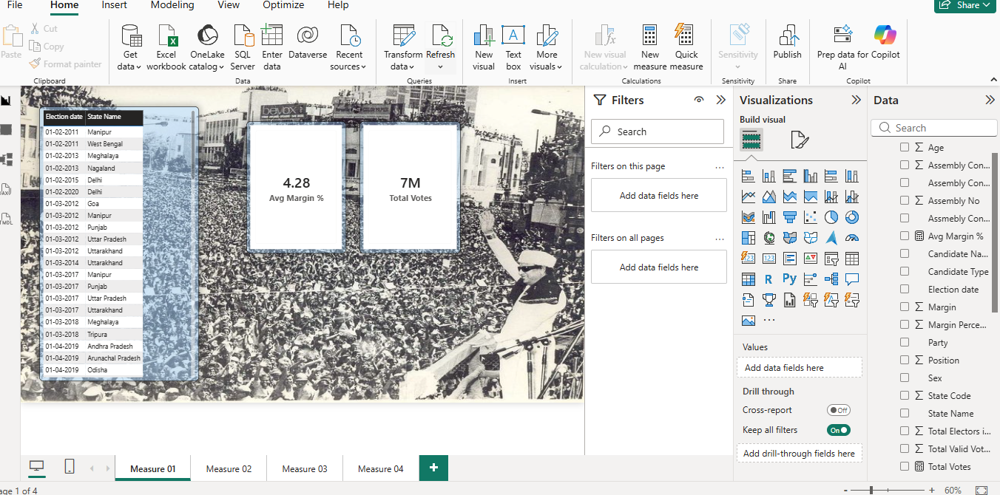 File Home Insert Modeling View Optimize Help Share
Paste
Cut
Copy
Format painter
Clipboard
Get data
Excel workbook
OneLake catalog
SQL Server
Enter data
Dataverse
Recent sources
Data
Transform data
Refresh
Queries
New visual
Text box
More visuals
Insert
New visual calculation
New measure
Quick measure
Calculations
Sensitivity
Sensitivity
Publish
Share
Prep data for AI
Copilot
Copilot
Election date State Name
01-02-2011 Manipur
01-02-2011 West Bengal
01-02-2013 Meghalaya
01-02-2013 Nagaland
01-02-2015 Delhi
01-02-2020 Delhi
01-03-2012 Goa
01-03-2012 Manipur
01-03-2012 Punjab
01-03-2012 Uttar Pradesh
01-03-2012 Uttarakhand
01-03-2014 Uttarakhand
01-03-2017 Manipur
01-03-2017 Punjab
01-03-2017 Uttar Pradesh
01-03-2017 Uttarakhand
01-03-2018 Meghalaya
01-03-2018 Tripura
01-04-2019 Andhra Pradesh
01-04-2019 Arunachal Pradesh
01-04-2019 Odisha
4.28
Avg Margin %
7M
Total Votes
Filters
Search
Filters on this page ...
Add data fields here
Filters on all pages ...
Add data fields here
Visualizations
Build visual
R Py
...
Values
Add data fields here
Drill through
Cross-report Off
Keep all filters On
Add drill-through fields here
Data
Search
Age
Assembly Con...
Assembly Con...
Assembly No
Assmebly Con...
Avg Margin %
Candidate Na...
Candidate Type
Election date
Margin
Margin Perce...
Party
Position
Sex
State Code
State Name
Total Electors i...
Total Valid Vot...
Total Votes
Measure 01 Measure 02 Measure 03 Measure 04 +
age 1 of 4
- + 60%